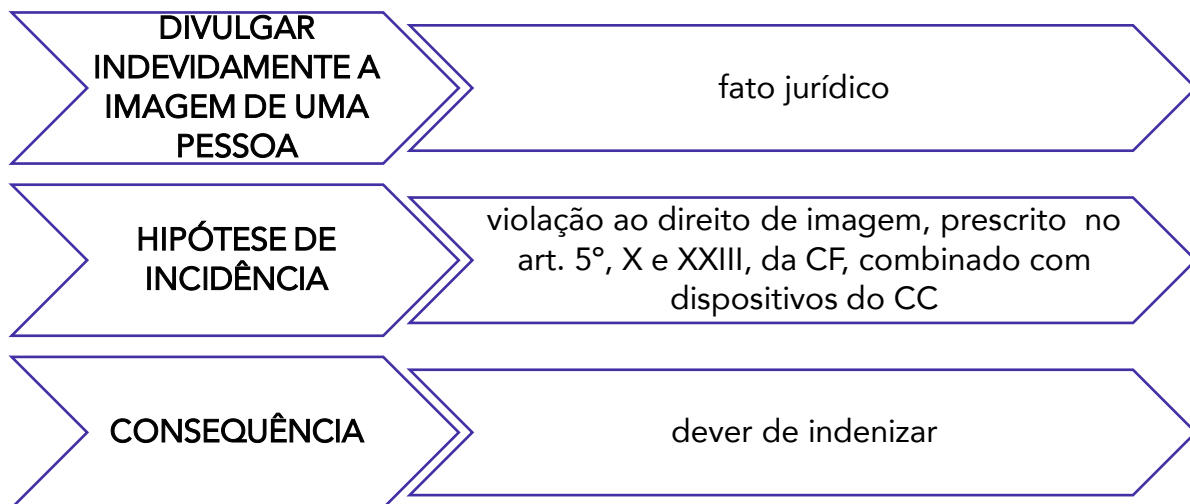 DIVULGAR
INDEVIDAMENTE A
IMAGEM DE UMA
PESSOA
fato jurídico
HIPÓTESE DE
INCIDÊNCIA
violação ao direito de imagem, prescrito no
art. 5º, X e XXIII, da CF, combinado com
dispositivos do CC
CONSEQUÊNCIA
dever de indenizar